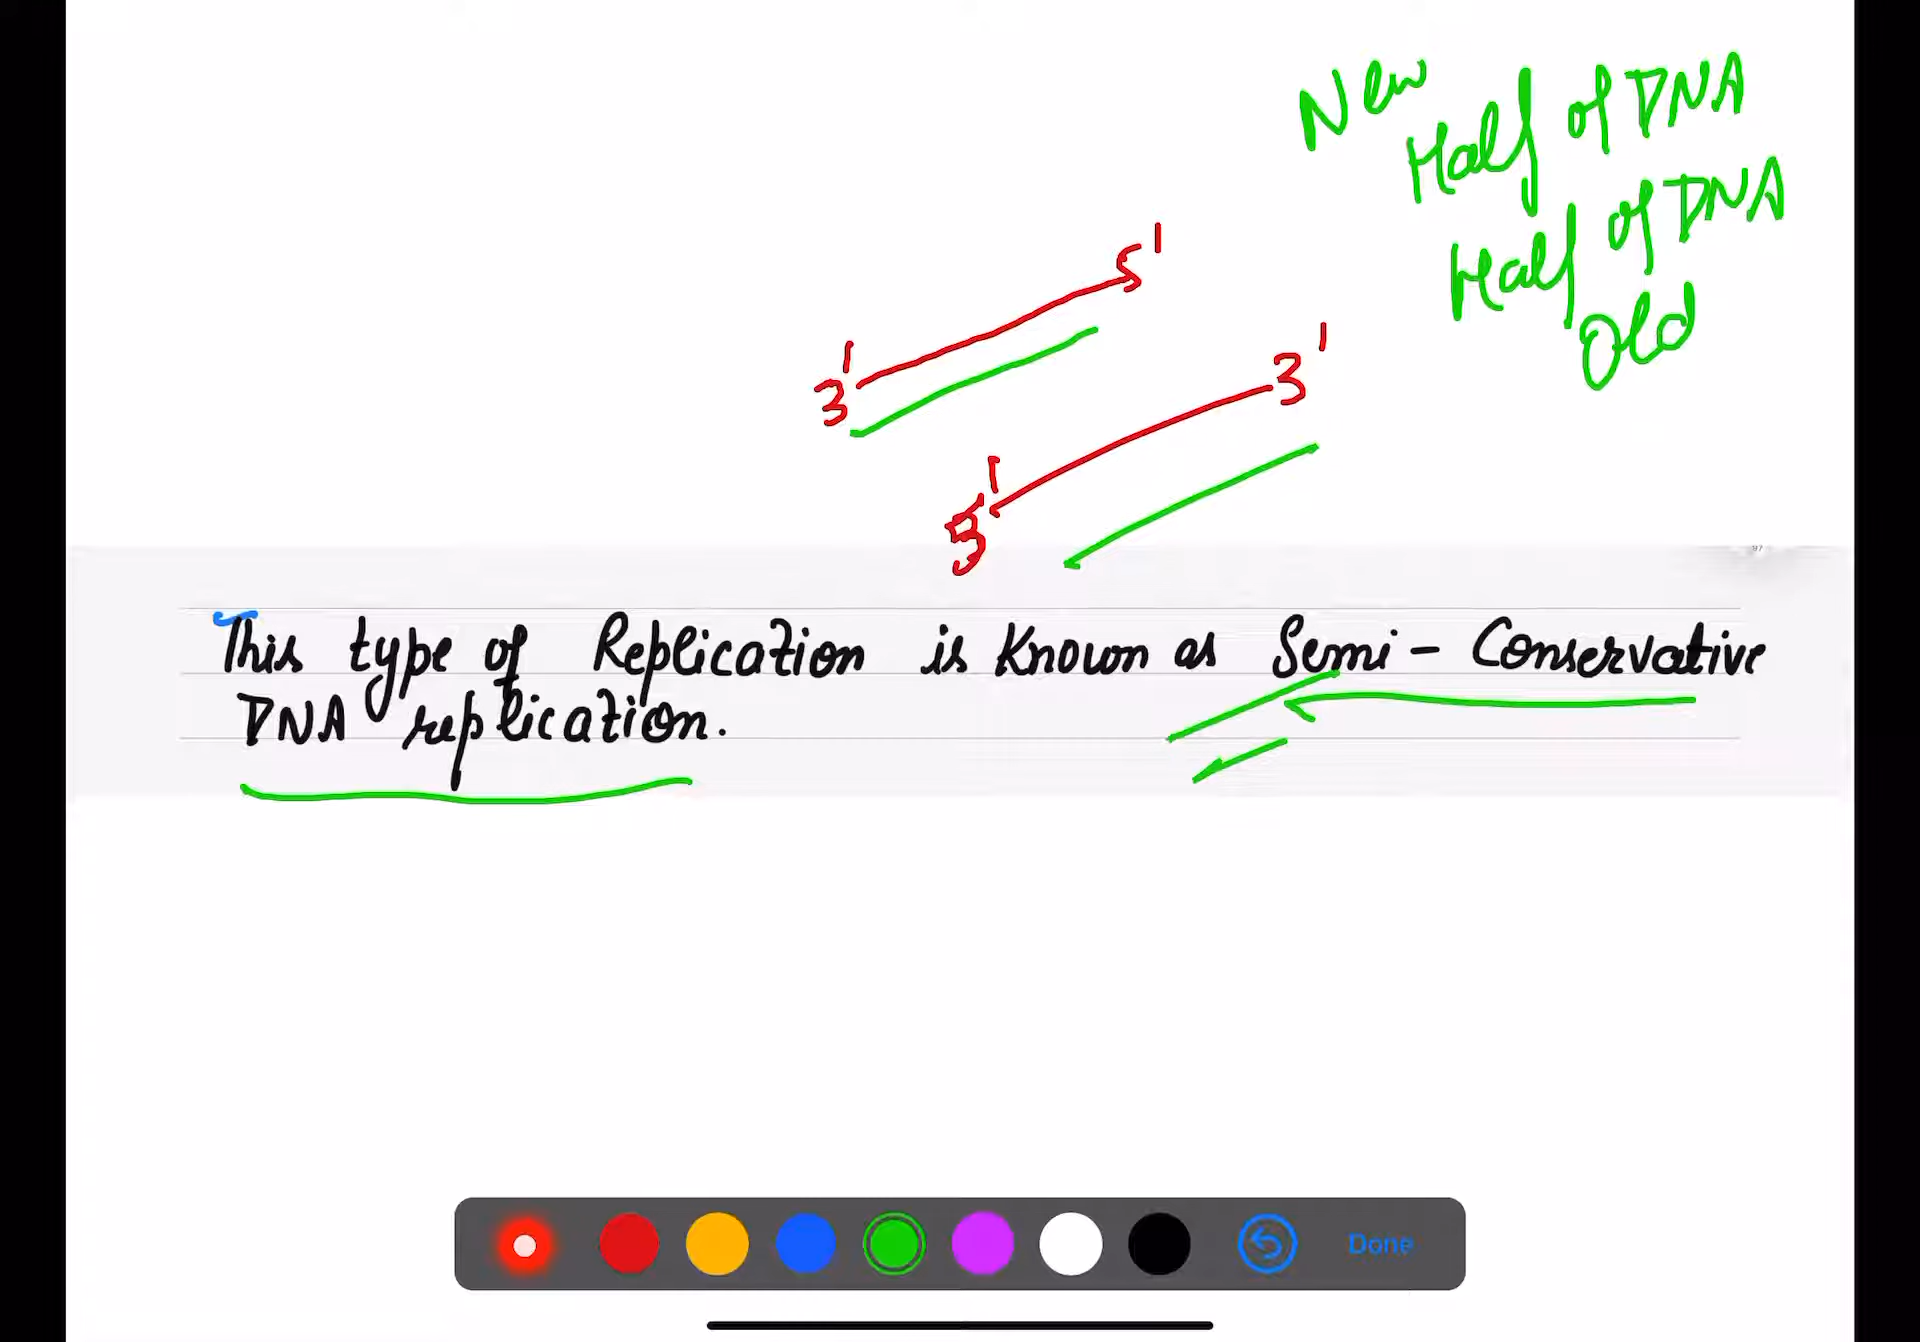 New
Half of DNA
Half of DNA
Old
5'
3'
3'
5'
97
This type of Replication is Known as Semi - Conservative
DNA replication.
Done